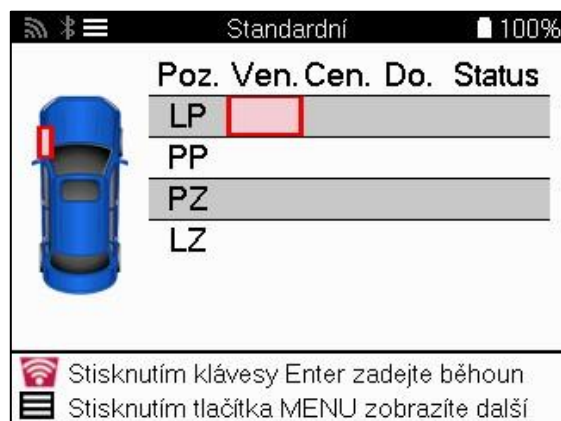 Standardní 100%
Poz. Ven. Cen. Do. Status
LP
PP
PZ
LZ
Stisknutím klávesy Enter zadejte běhoun
Stisknutím tlačítka MENU zobrazíte další